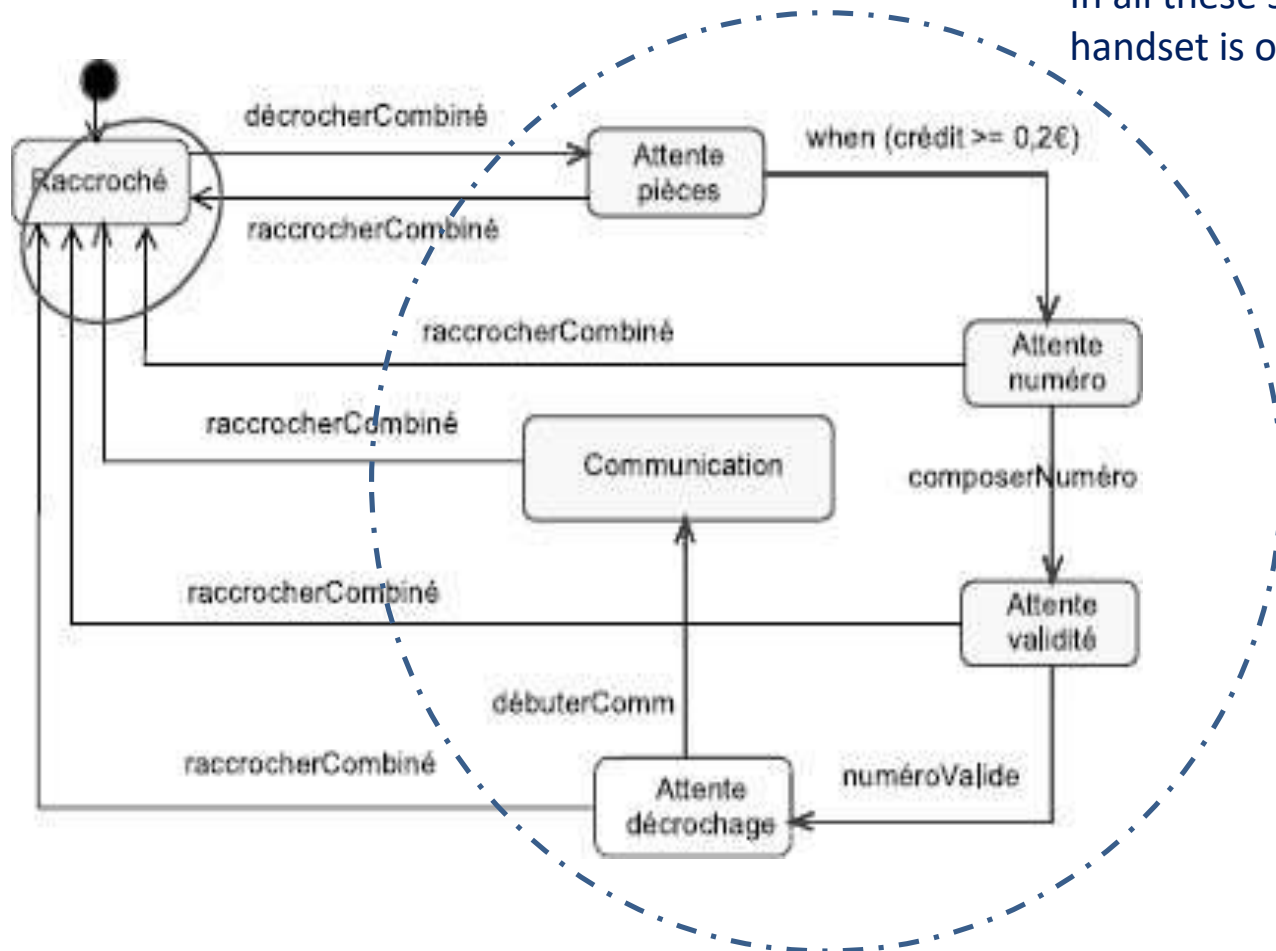 In all these
handset is
décrocherCombiné
Attente
pièces
when (crédit >= 0,2€)
Raccroché
raccrocherCombiné
raccrocherCombiné
Attente
numéro
raccrocherCombiné
Communication
composerNuméro
raccrocherCombiné
Attente
validité
débuterComm
raccrocherCombiné
numéroValide
Attente
décrochage